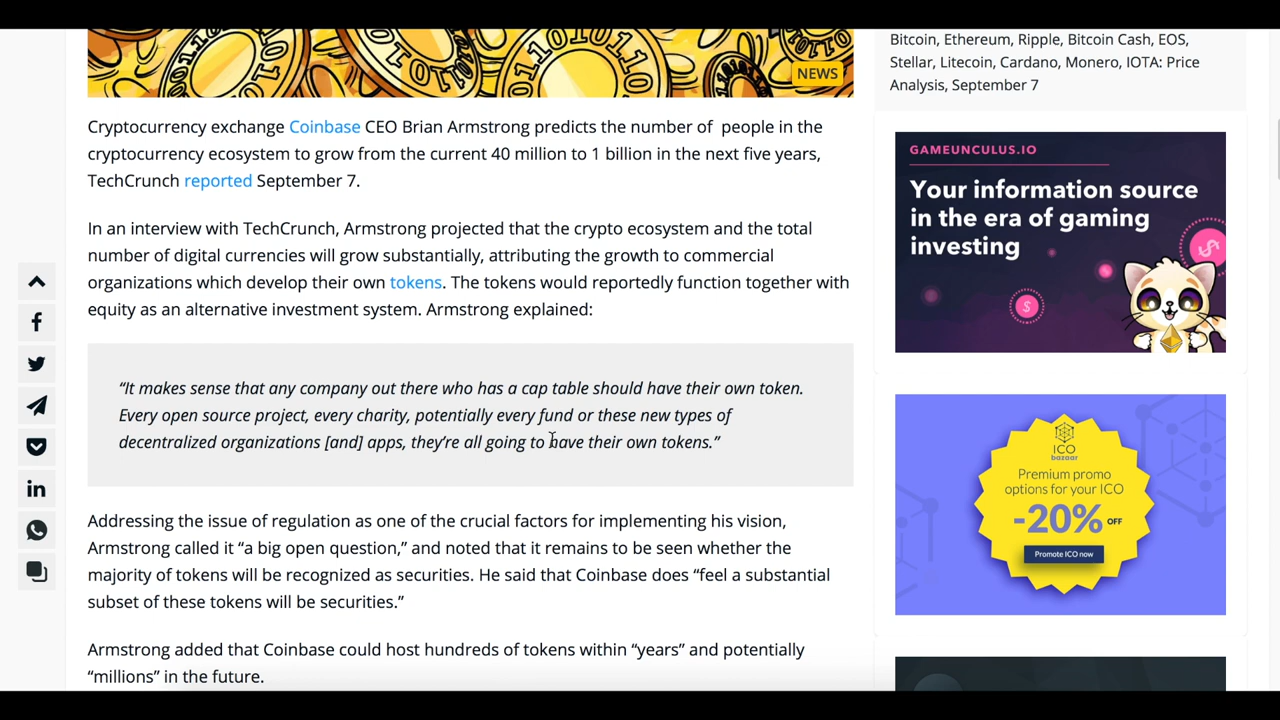 NEWS
Cryptocurrency exchange Coinbase CEO Brian Armstrong predicts the number of people in the
cryptocurrency ecosystem to grow from the current 40 million to 1 billion in the next five years,
TechCrunch reported September 7.
In an interview with TechCrunch, Armstrong projected that the crypto ecosystem and the total
number of digital currencies will grow substantially, attributing the growth to commercial
organizations which develop their own tokens. The tokens would reportedly function together with
equity as an alternative investment system. Armstrong explained:
“It makes sense that any company out there who has a cap table should have their own token.
Every open source project, every charity, potentially every fund or these new types of
decentralized organizations [and] apps, they’re all going to have their own tokens.”
Addressing the issue of regulation as one of the crucial factors for implementing his vision,
Armstrong called it “a big open question,” and noted that it remains to be seen whether the
majority of tokens will be recognized as securities. He said that Coinbase does “feel a substantial
subset of these tokens will be securities.”
Armstrong added that Coinbase could host hundreds of tokens within “years” and potentially
“millions” in the future.
Bitcoin, Ethereum, Ripple, Bitcoin Cash, EOS,
Stellar, Litecoin, Cardano, Monero, IOTA: Price
Analysis, September 7
GAMEUNCULUS.IO
Your information source
in the era of gaming
investing
ICO
bazaar
Premium promo
options for your ICO
-20% OFF
Promote ICO now